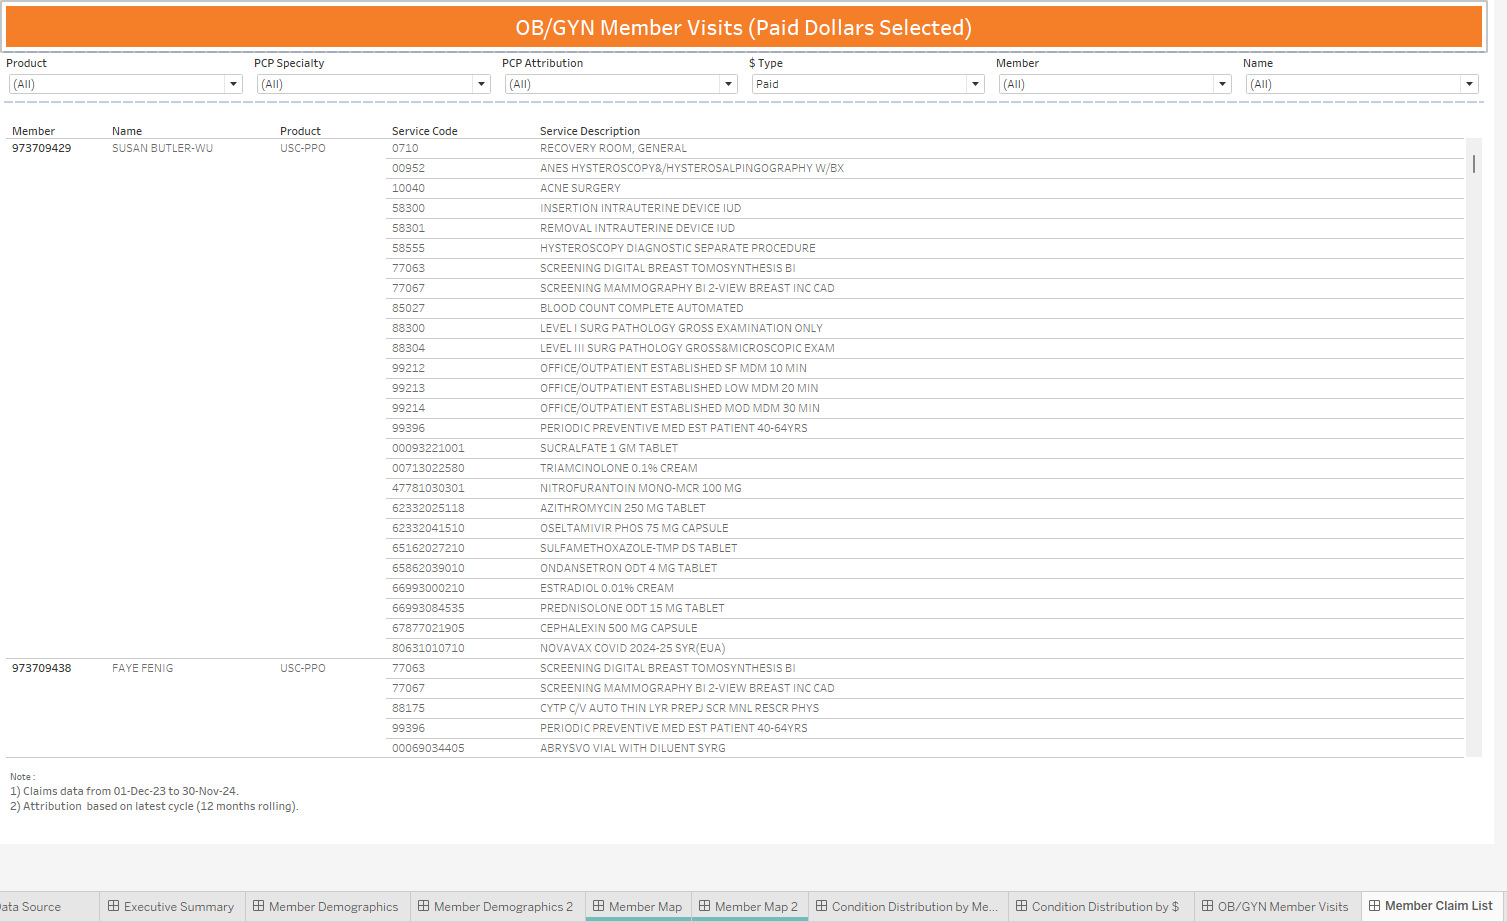 OB/GYN Member Visits (Paid Dollars Selected)
Product PCP Specialty PCP Attribution $ Type Member Name
(All) (All) (All) Paid (All) (All)
Member Name Product Service Code Service Description
973709429 SUSAN BUTLER-WU USC-PPO 0710 RECOVERY ROOM, GENERAL
00952 ANES HYSTEROSCOPY&/HYSTEROSALPINGOGRAPHY W/BX
10040 ACNE SURGERY
58300 INSERTION INTRAUTERINE DEVICE IUD
58301 REMOVAL INTRAUTERINE DEVICE IUD
58555 HYSTEROSCOPY DIAGNOSTIC SEPARATE PROCEDURE
77063 SCREENING DIGITAL BREAST TOMOSYNTHESIS BI
77067 SCREENING MAMMOGRAPHY BI 2-VIEW BREAST INC CAD
85027 BLOOD COUNT COMPLETE AUTOMATED
88300 LEVEL I SURG PATHOLOGY GROSS EXAMINATION ONLY
88304 LEVEL III SURG PATHOLOGY GROSS&MICROSCOPIC EXAM
99212 OFFICE/OUTPATIENT ESTABLISHED SF MDM 10 MIN
99213 OFFICE/OUTPATIENT ESTABLISHED LOW MDM 20 MIN
99214 OFFICE/OUTPATIENT ESTABLISHED MOD MDM 30 MIN
99396 PERIODIC PREVENTIVE MED EST PATIENT 40-64YRS
00093221001 SUCRALFATE 1 GM TABLET
00713022580 TRIAMCINOLONE 0.1% CREAM
47781030301 NITROFURANTOIN MONO-MCR 100 MG
62332025118 AZITHROMYCIN 250 MG TABLET
62332041510 OSELTAMIVIR PHOS 75 MG CAPSULE
65162027210 SULFAMETHOXAZOLE-TMP DS TABLET
65862039010 ONDANSETRON ODT 4 MG TABLET
66993000210 ESTRADIOL 0.01% CREAM
66993084535 PREDNISOLONE ODT 15 MG TABLET
67877021905 CEPHALEXIN 500 MG CAPSULE
80631010710 NOVAVAX COVID 2024-25 SYR(EUA)
973709438 FAYE FENIG USC-PPO 77063 SCREENING DIGITAL BREAST TOMOSYNTHESIS BI
77067 SCREENING MAMMOGRAPHY BI 2-VIEW BREAST INC CAD
88175 CYTP C/V AUTO THIN LYR PREPJ SCR MNL RESCR PHYS
99396 PERIODIC PREVENTIVE MED EST PATIENT 40-64YRS
00069034405 ABRYSVO VIAL WITH DILUENT SYRG
Note :
1) Claims data from 01-Dec-23 to 30-Nov-24.
2) Attribution based on latest cycle (12 months rolling).
ata Source Executive Summary Member Demographics Member Demographics 2 Member Map Member Map 2 Condition Distribution by Me... Condition Distribution by $ OB/GYN Member Visits Member Claim List